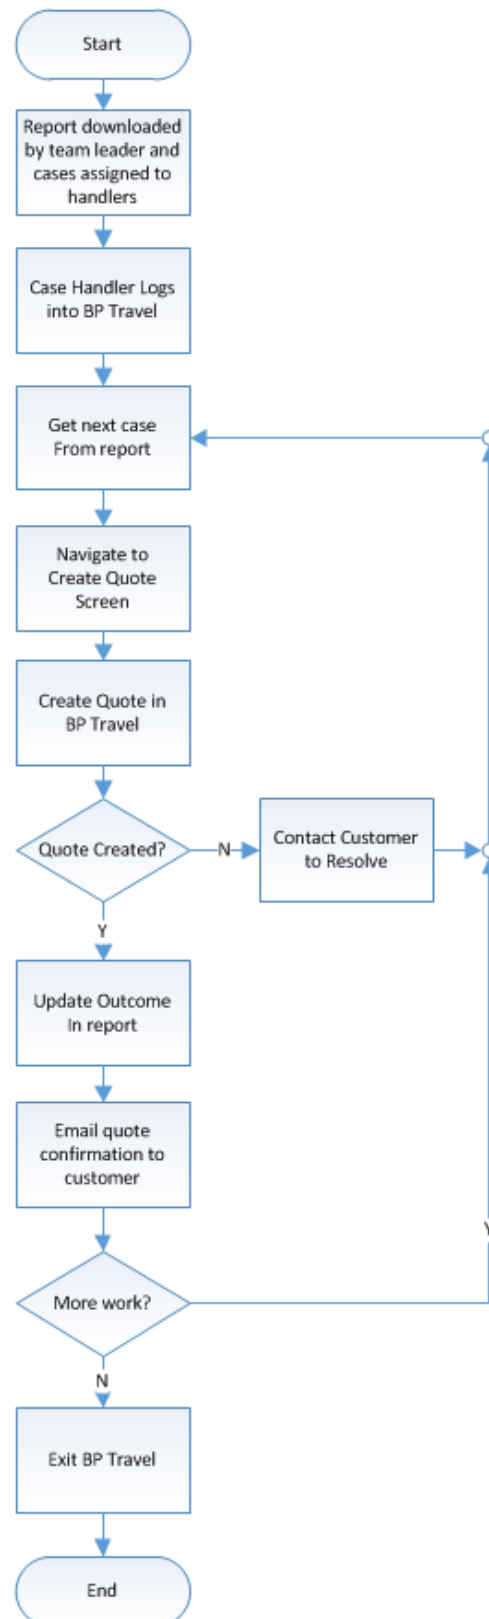 Start
Report downloaded
by team leader and
cases assigned to
handlers
Case Handler Logs
into BP Travel
Get next case
From report
Navigate to
Create Quote
Screen
Create Quote in
BP Travel
Quote Created?
N
Contact Customer
to Resolve
Y
Update Outcome
In report
Email quote
confirmation to
customer
Y
More work?
N
Exit BP Travel
End